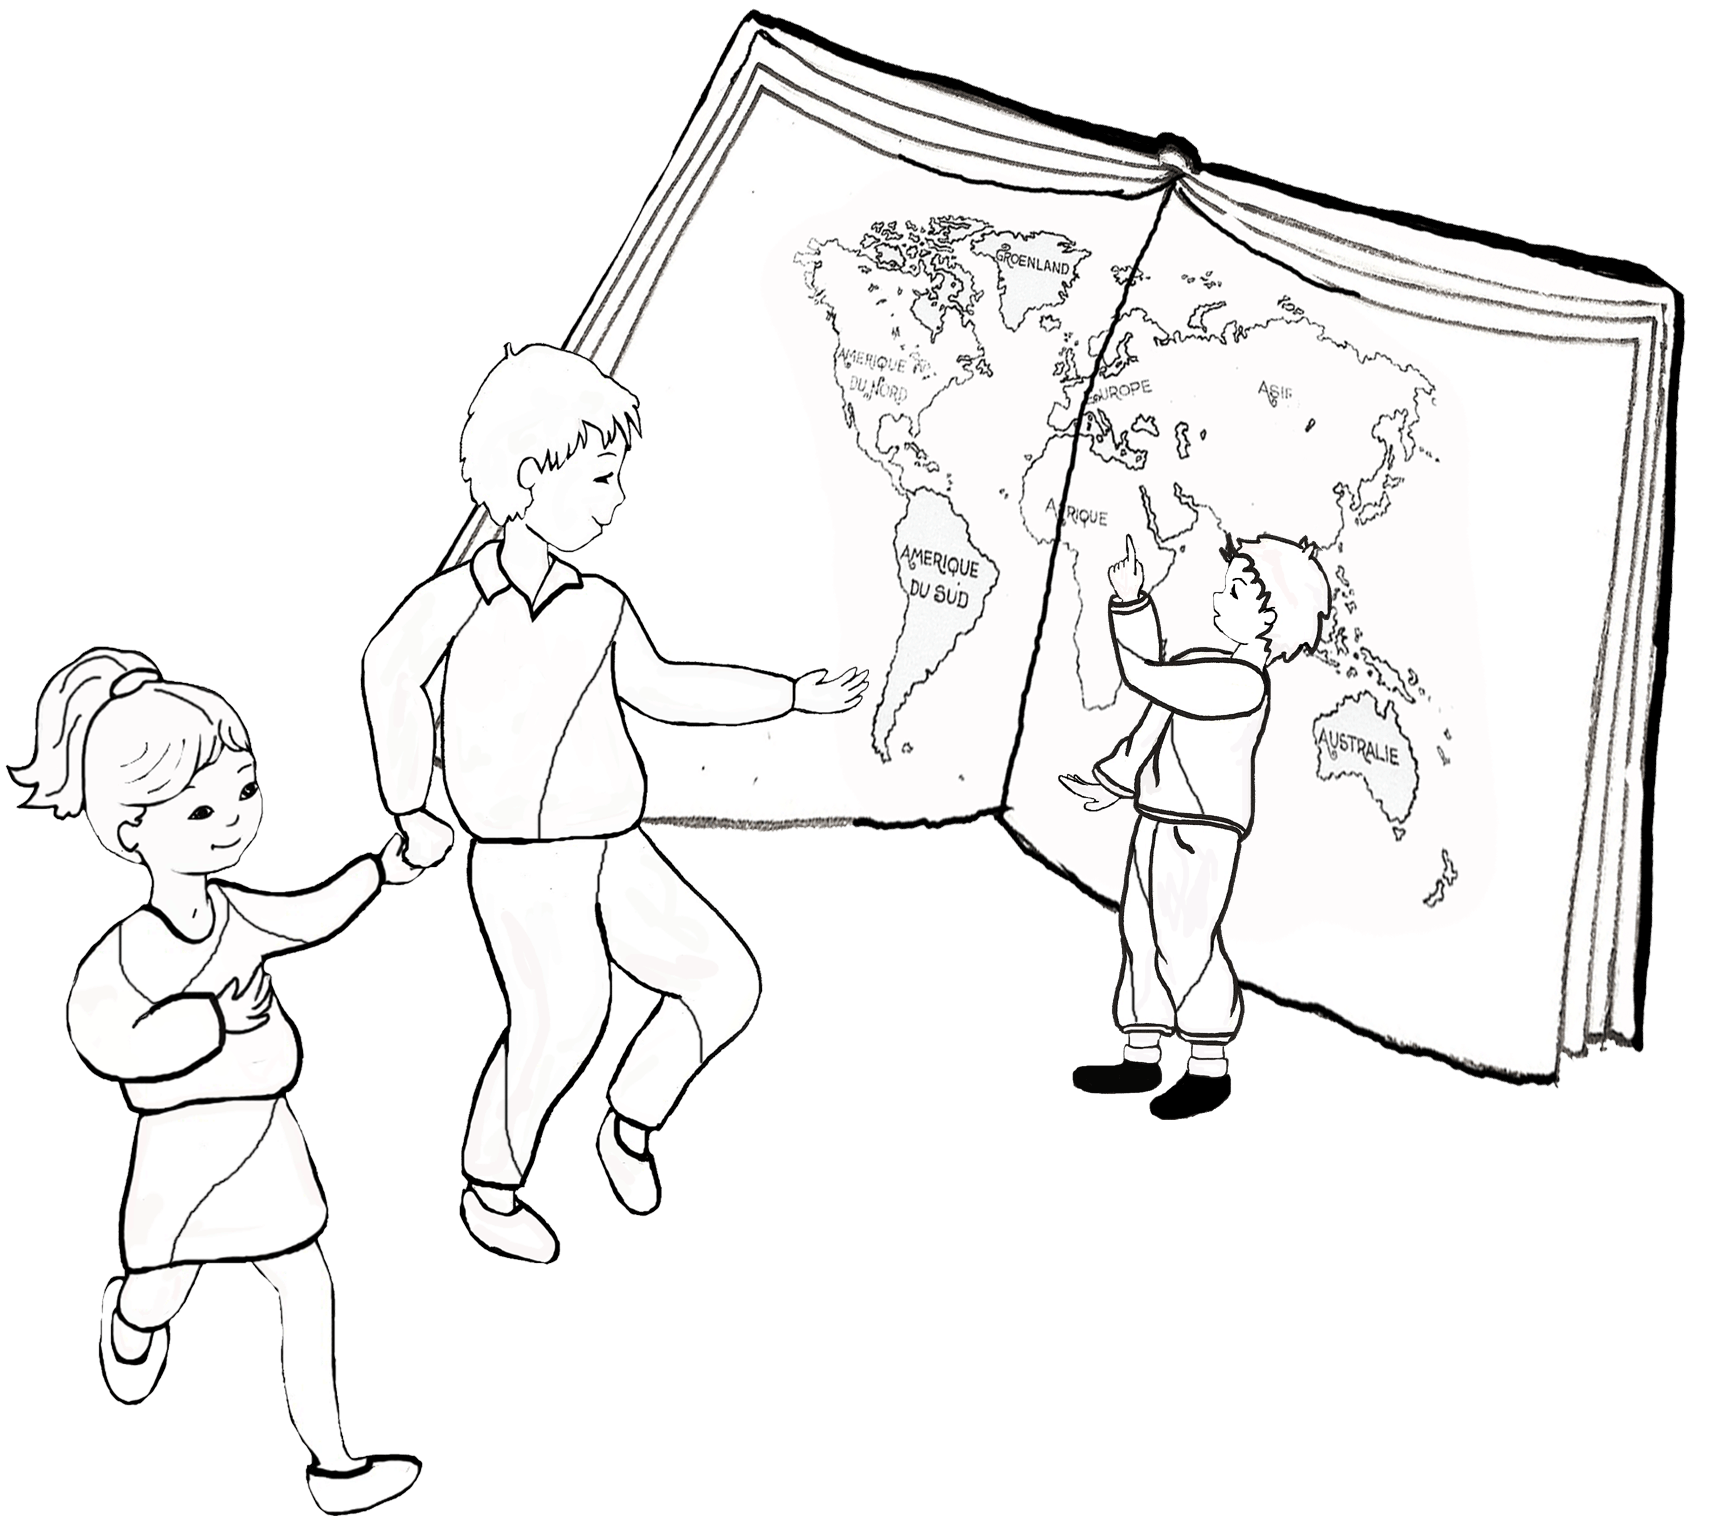 GROENLAND
AMERIQUE
DU NORD
EUROPE
ASIE
AFRIQUE
AMERIQUE
DU SUD
AUSTRALIE